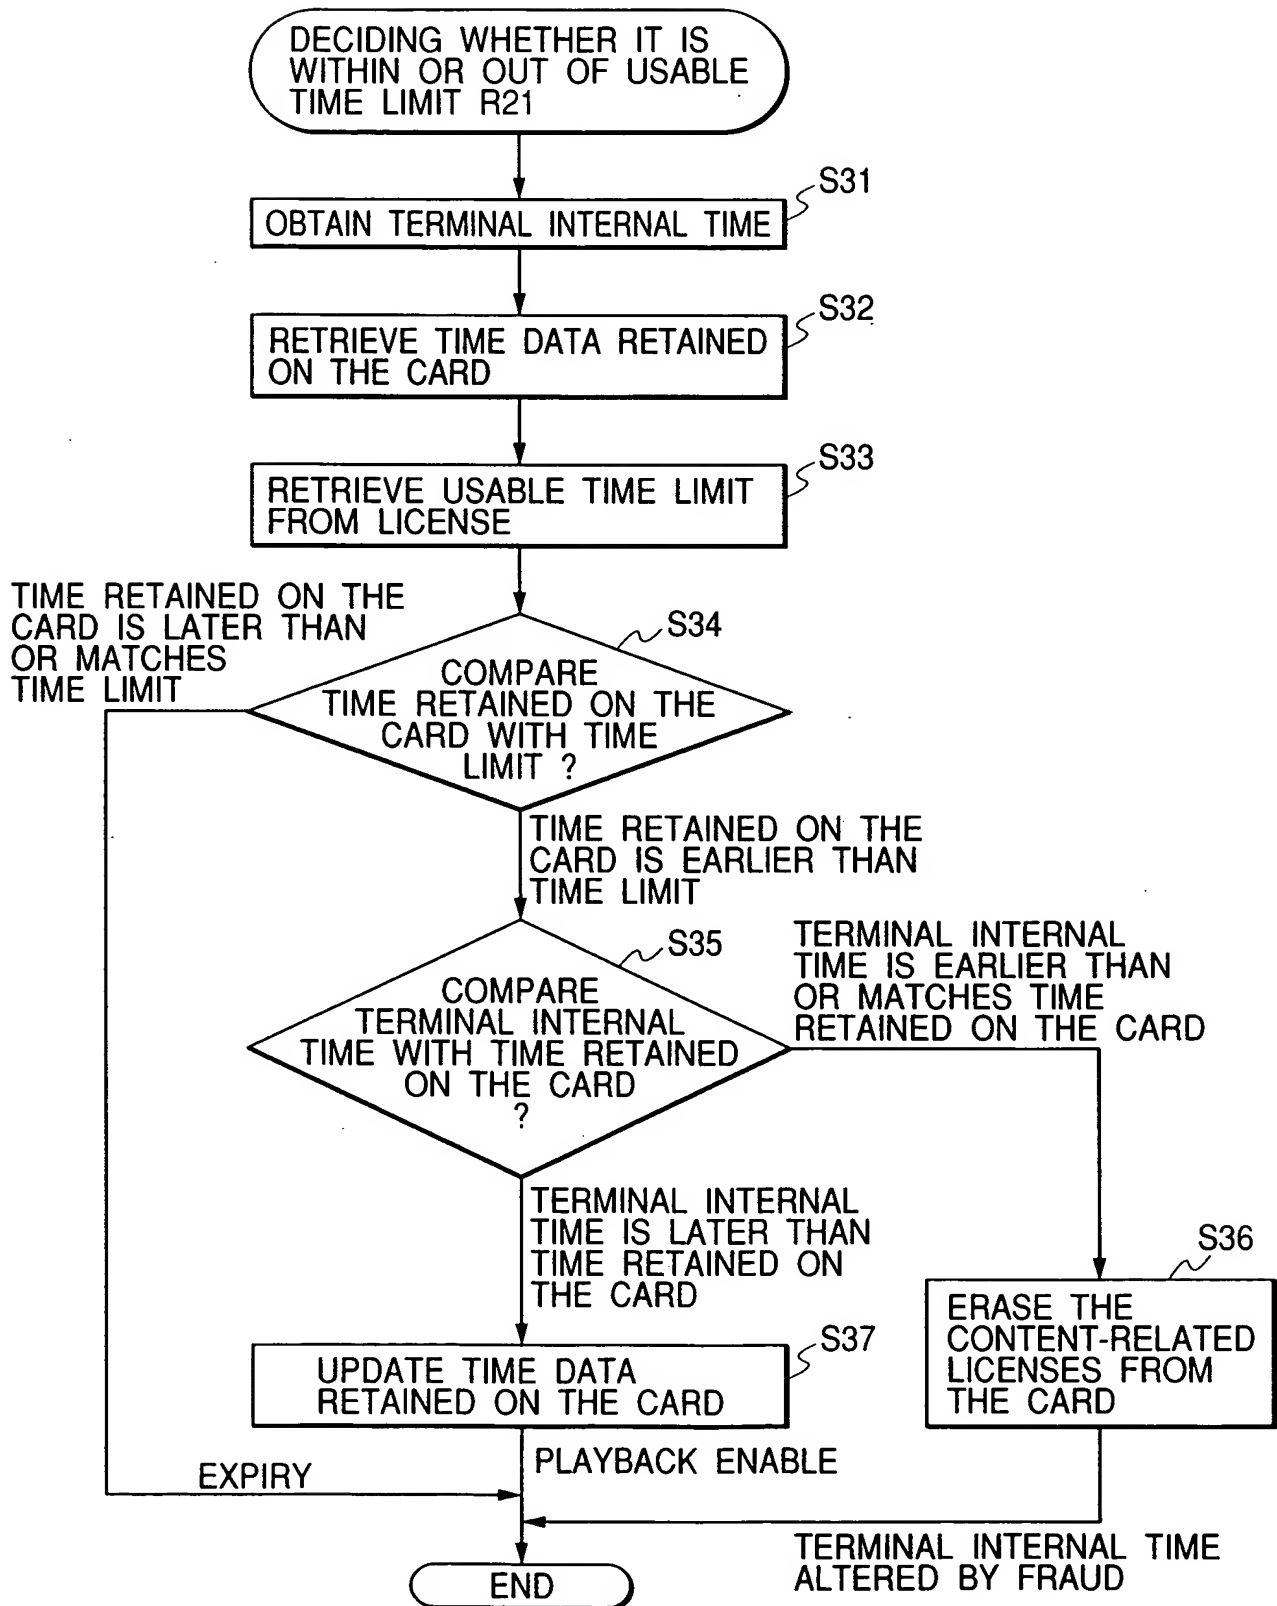 DECIDING WHETHER IT IS
WITHIN OR OUT OF USABLE
TIME LIMIT R21
S31
OBTAIN TERMINAL INTERNAL TIME
S32
RETRIEVE TIME DATA RETAINED
ON THE CARD
S33
RETRIEVE USABLE TIME LIMIT
FROM LICENSE
TIME RETAINED ON THE
CARD IS LATER THAN
OR MATCHES
TIME LIMIT
S34
COMPARE
TIME RETAINED ON THE
CARD WITH TIME
LIMIT ?
TIME RETAINED ON THE
CARD IS EARLIER THAN
TIME LIMIT
S35
COMPARE
TERMINAL INTERNAL
TIME WITH TIME RETAINED
ON THE CARD
?
TERMINAL INTERNAL
TIME IS EARLIER THAN
OR MATCHES TIME
RETAINED ON THE CARD
TERMINAL INTERNAL
TIME IS LATER THAN
TIME RETAINED ON
THE CARD
S36
ERASE THE
CONTENT-RELATED
LICENSES FROM
THE CARD
S37
UPDATE TIME DATA
RETAINED ON THE CARD
PLAYBACK ENABLE
EXPIRY
TERMINAL INTERNAL TIME
ALTERED BY FRAUD
END